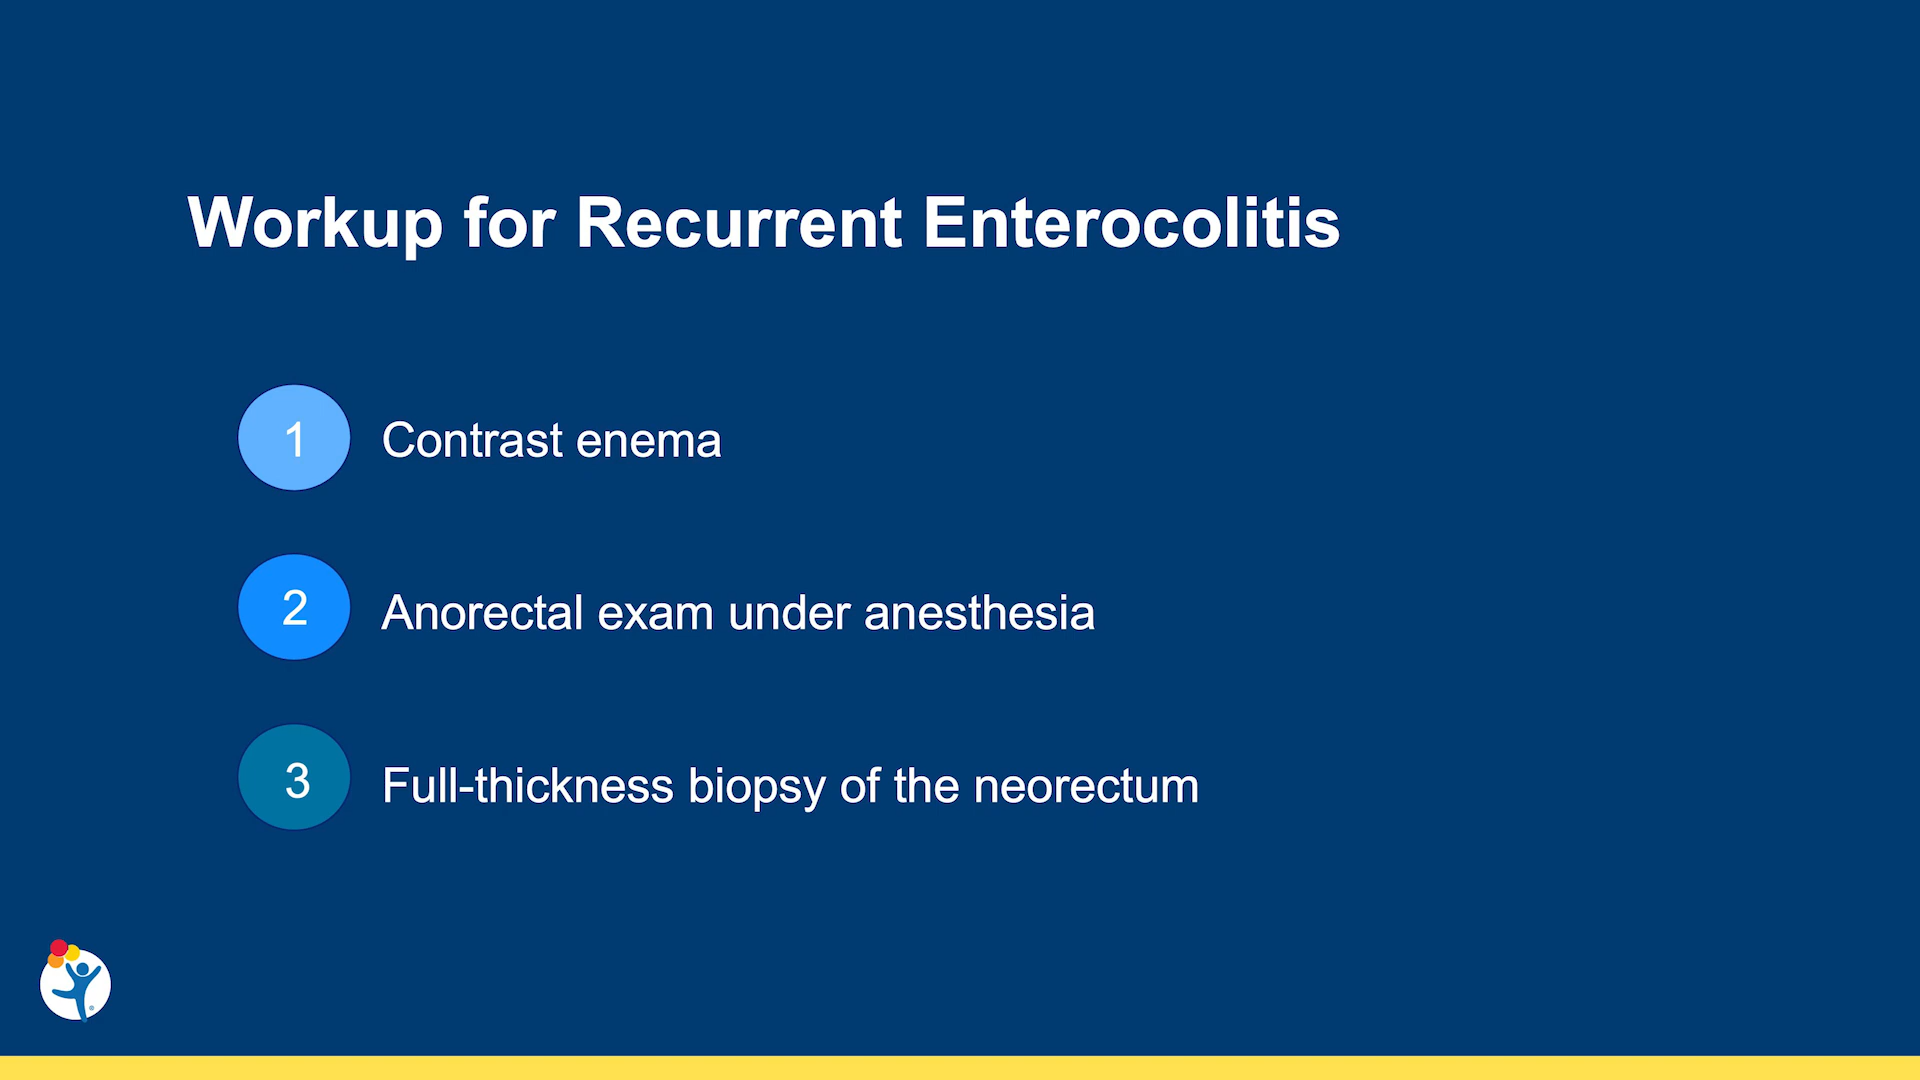 Workup for Recurrent Enterocolitis
1 Contrast enema
2 Anorectal exam under anesthesia
3 Full-thickness biopsy of the neorectum